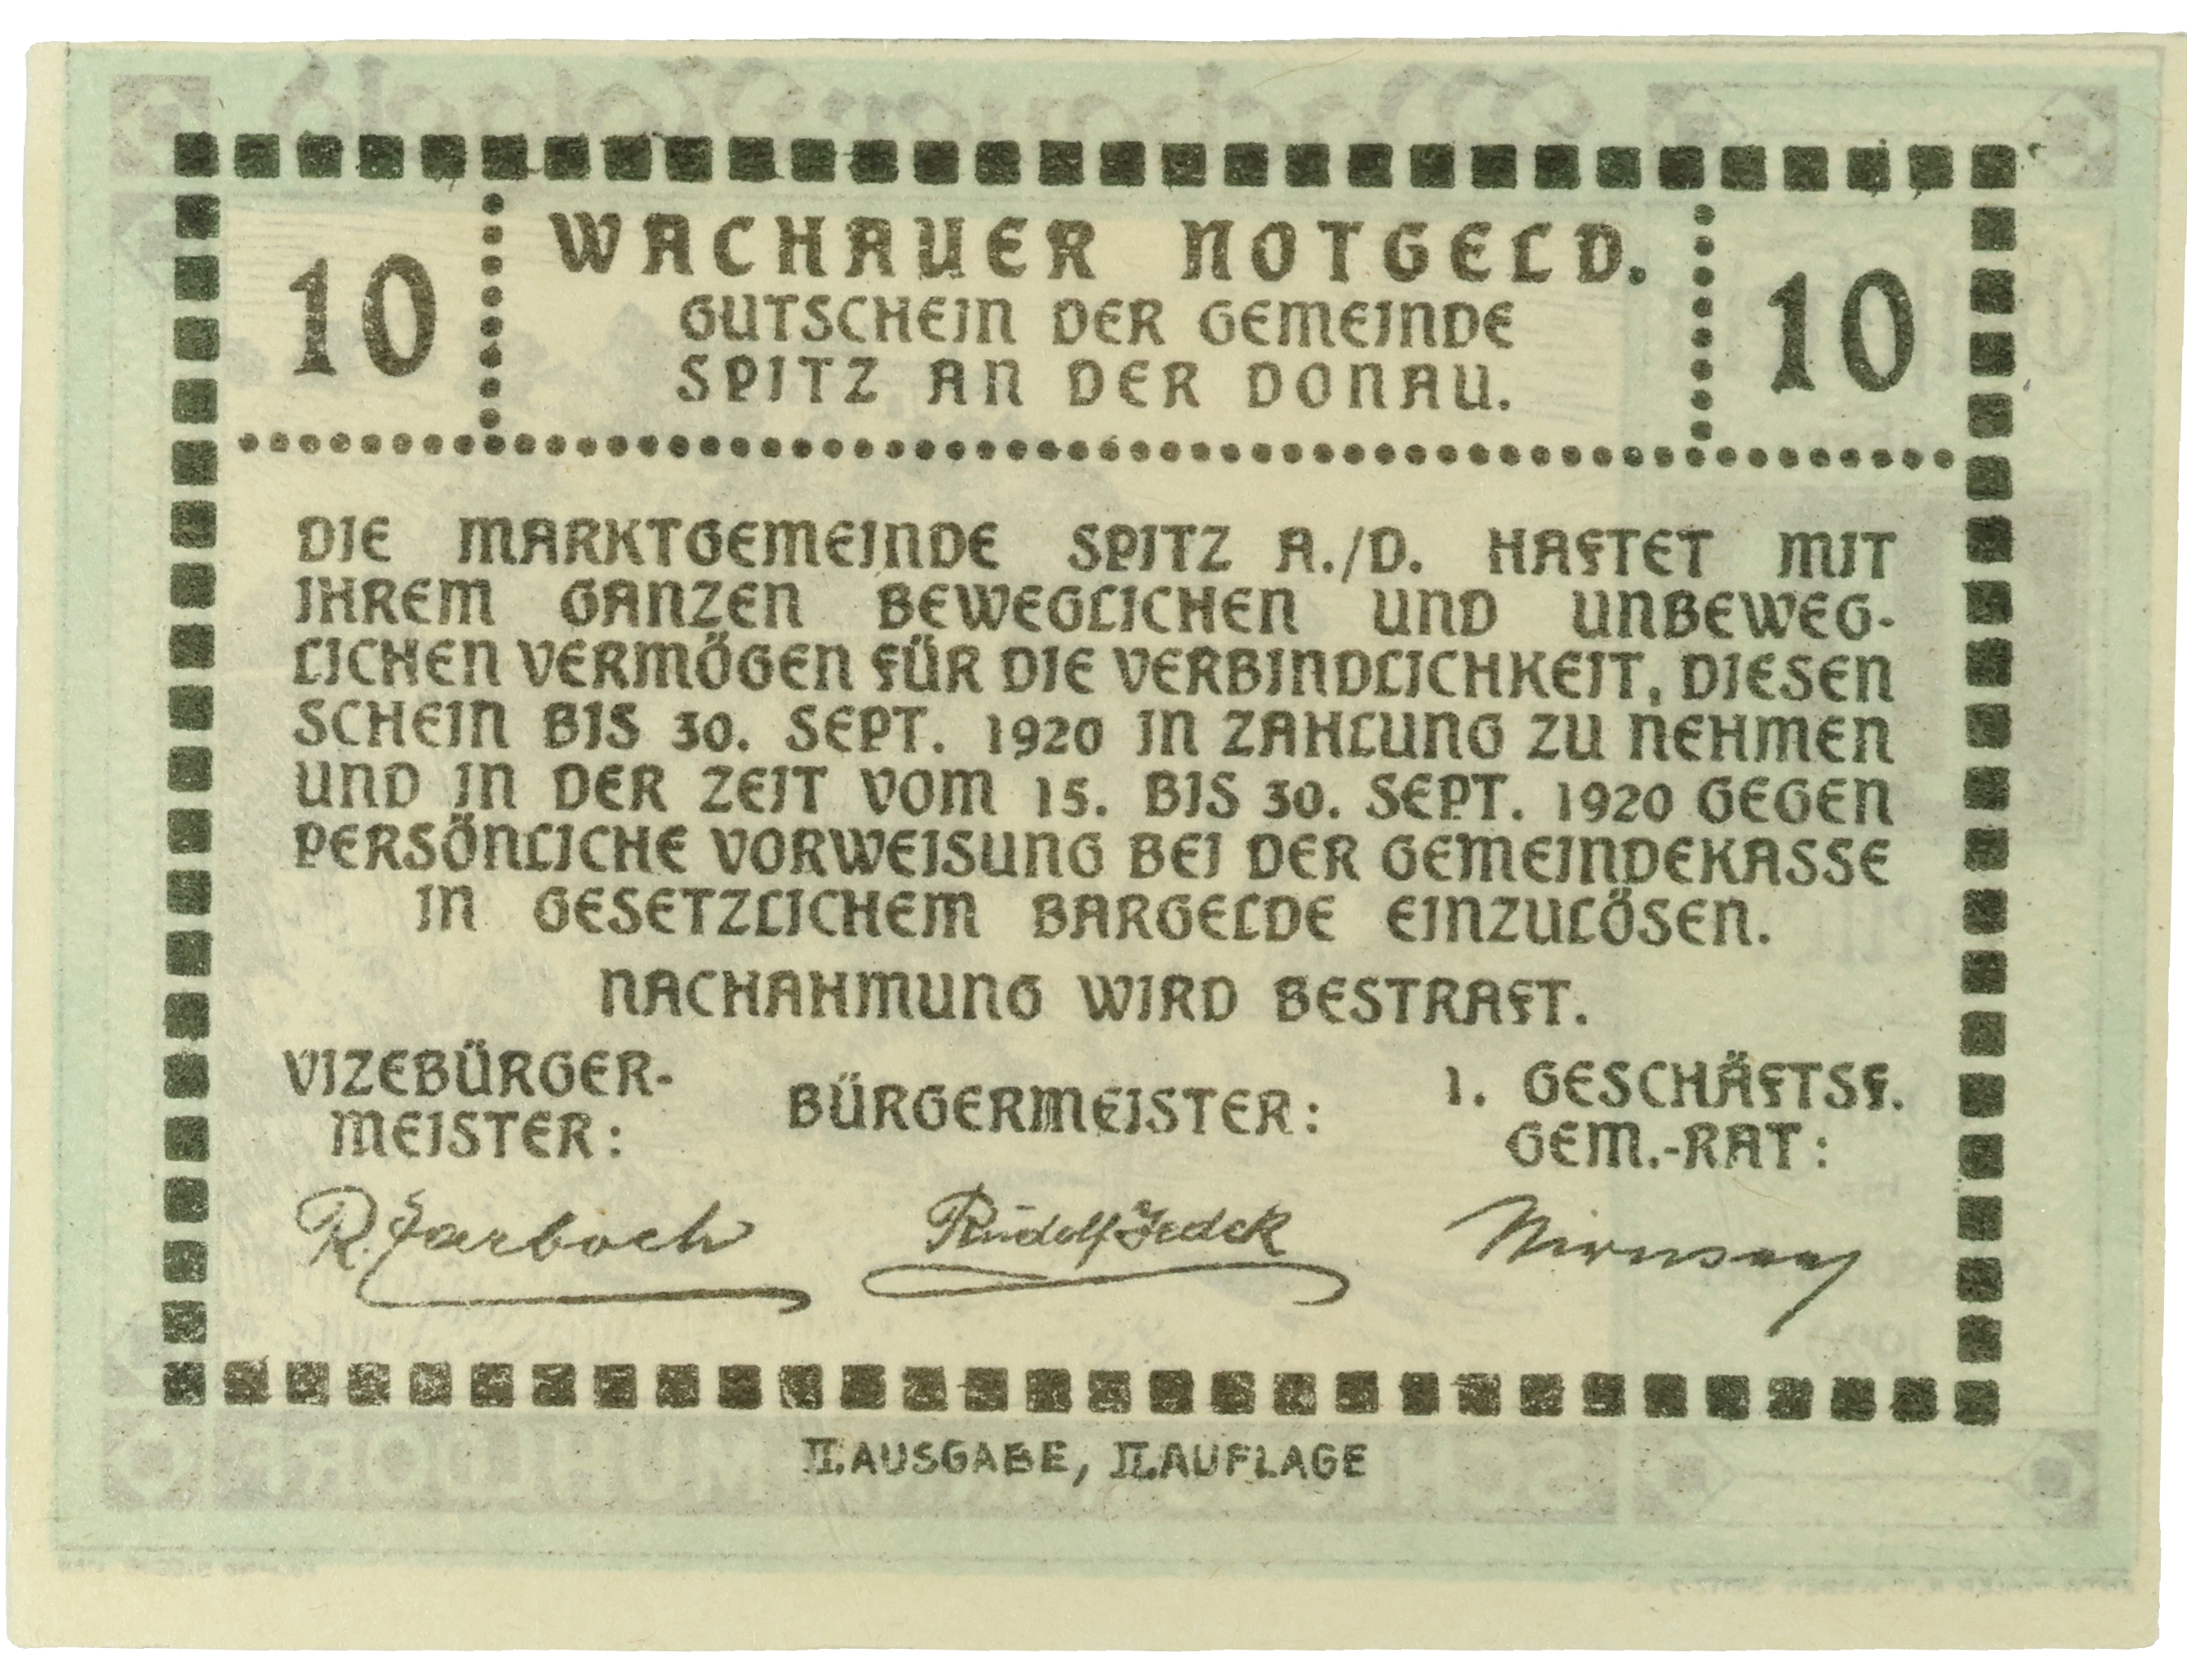 10 WACHAUER NOTGELD. 10
GUTSCHEIN DER GEMEINDE
SPITZ AN DER DONAU.
DIE MARKTGEMEINDE SPITZ A./D. HAFTET MIT
IHREM GANZEN BEWEGLICHEN UND UNBEWEG-
LICHEN VERMÖGEN FÜR DIE VERBINDLICHKEIT, DIESEN
SCHEIN BIS 30. SEPT. 1920 IN ZAHLUNG ZU NEHMEN
UND IN DER ZEIT VOM 15. BIS 30. SEPT. 1920 GEGEN
PERSÖNLICHE VORWEISUNG BEI DER GEMEINDEKASSE
IN GESETZLICHEM BARGELDE EINZULÖSEN.
NACHAHMUNG WIRD BESTRAFT.
VIZEBÜRGER-
MEISTER:
BÜRGERMEISTER:
1. GESCHÄFTSF.
GEM.-RAT:
Rudolf
II. AUSGABE, II. AUFLAGE